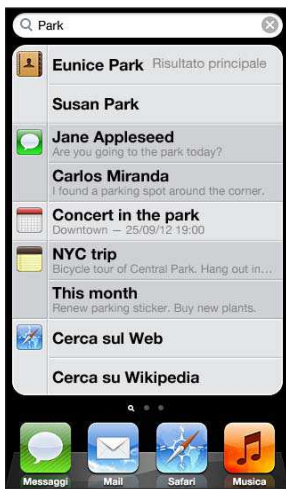 Park
Eunice Park Risultato principale
Susan Park
Jane Appleseed
Are you going to the park today?
Carlos Miranda
I found a parking spot around the corner.
Concert in the park
Downtown — 25/09/12 19:00
NYC trip
Bicycle tour of Central Park. Hang out in...
This month
Renew parking sticker. Buy new plants.
Cerca sul Web
Cerca su Wikipedia
Messaggi Mail Safari Musica